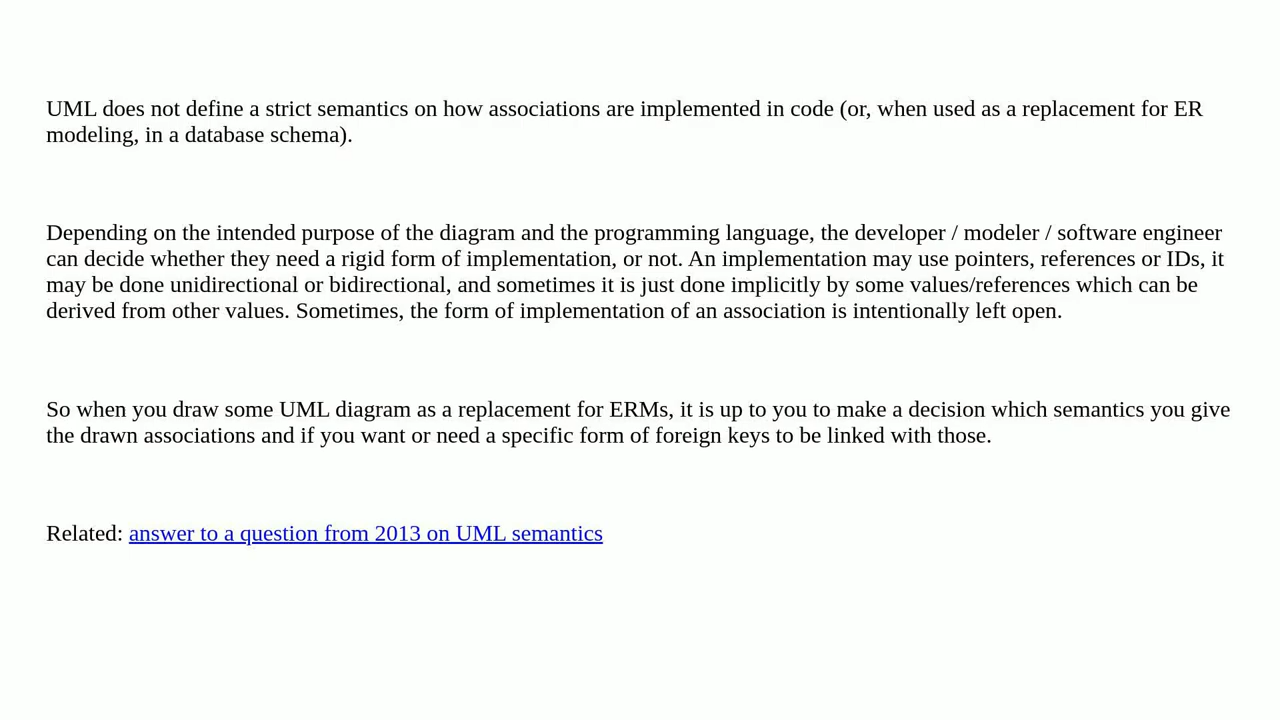 UML does not define a strict semantics on how associations are implemented in code (or, when used as a replacement for ER
modeling, in a database schema).
Depending on the intended purpose of the diagram and the programming language, the developer / modeler / software engineer
can decide whether they need a rigid form of implementation, or not. An implementation may use pointers, references or IDs, it
may be done unidirectional or bidirectional, and sometimes it is just done implicitly by some values/references which can be
derived from other values. Sometimes, the form of implementation of an association is intentionally left open.
So when you draw some UML diagram as a replacement for ERMs, it is up to you to make a decision which semantics you give
the drawn associations and if you want or need a specific form of foreign keys to be linked with those.
Related: answer to a question from 2013 on UML semantics